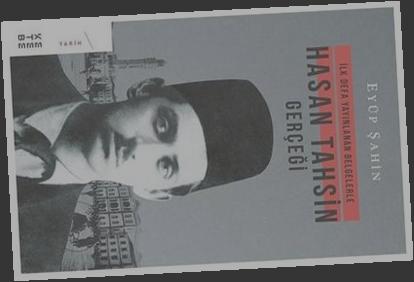 EYÜP ŞAHİN
İLK DEFA YAYINLANAN BELGELERLE
HASAN TAHSİN
GERÇEĞİ
TARİH